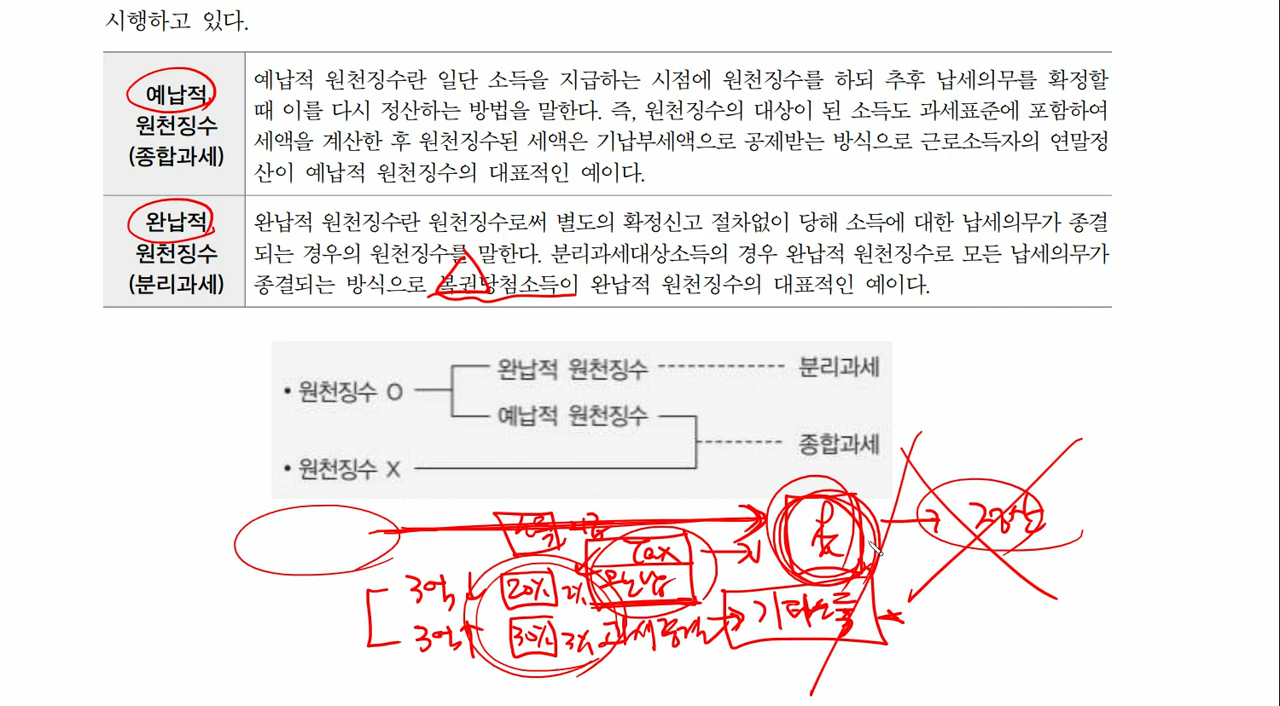 시행하고 있다.
예납적
원천징수
(종합과세)
예납적 원천징수란 일단 소득을 지급하는 시점에 원천징수를 하되 추후 납세의무를 확정할
때 이를 다시 정산하는 방법을 말한다. 즉, 원천징수의 대상이 된 소득도 과세표준에 포함하여
세액을 계산한 후 원천징수된 세액은 기납부세액으로 공제받는 방식으로 근로소득자의 연말정
산이 예납적 원천징수의 대표적인 예이다.
완납적
원천징수
(분리과세)
완납적 원천징수란 원천징수로써 별도의 확정신고 절차없이 당해 소득에 대한 납세의무가 종결
되는 경우의 원천징수를 말한다. 분리과세대상소득의 경우 완납적 원천징수로 모든 납세의무가
종결되는 방식으로 복권당첨소득이 완납적 원천징수의 대표적인 예이다.
• 원천징수 O
완납적 원천징수
분리과세
예납적 원천징수
종합과세
• 원천징수 X
정산
Tax
3억 20% 2% 완납
3억 30% 3% 과세종결 기타소득